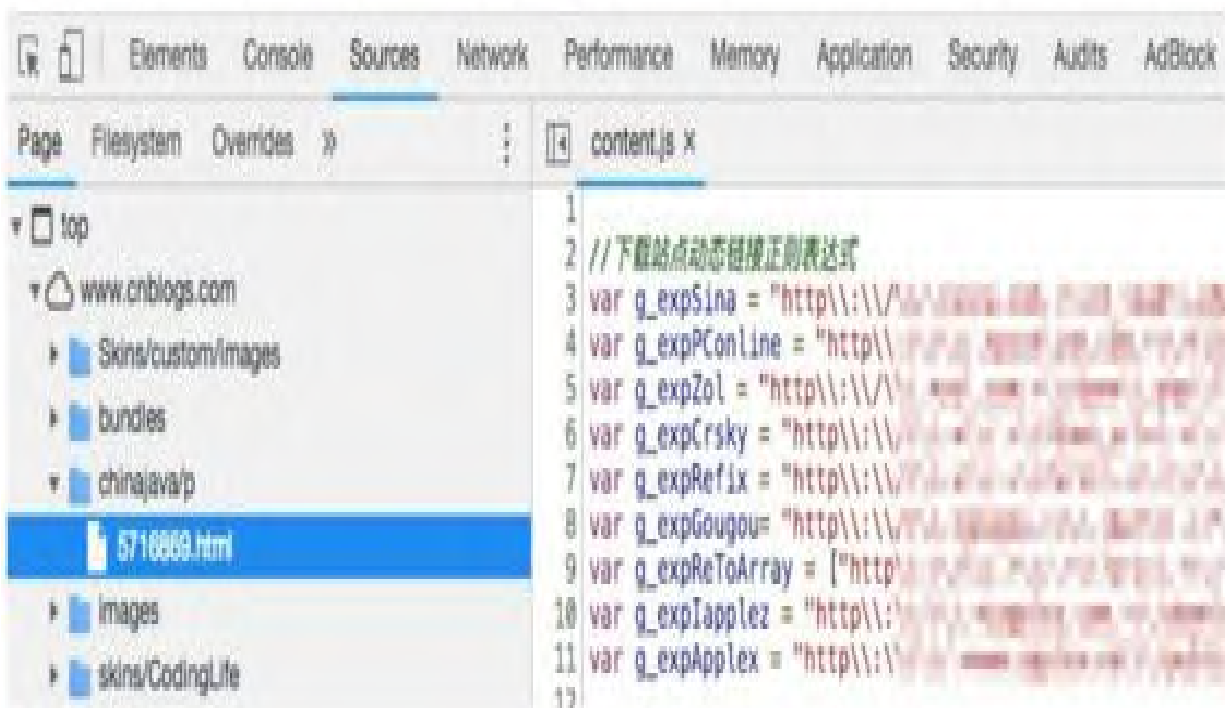 Elements Console Sources Network Performance Memory Application Security Audits AdBlock
Page Filesystem Overrides »
content.js ×
top
www.cnblogs.com
Skins/custom/images
bundles
chinajava/p
5716869.html
images
skins/CodingLife
1
2 //下载站点动态链接正则表达式
3 var g_expSina = "http\\:\\/
4 var g_expPConline = "http\\
5 var g_expZol = "http\\:\\/\
6 var g_expCrsky = "http\\:\\/
7 var g_expRefix = "http\\:\\/
8 var g_expGougou= "http\\:\\/
9 var g_expReToArray = ["http
10 var g_expIapplez = "http\\:
11 var g_expApplex = "http\\:\\
12